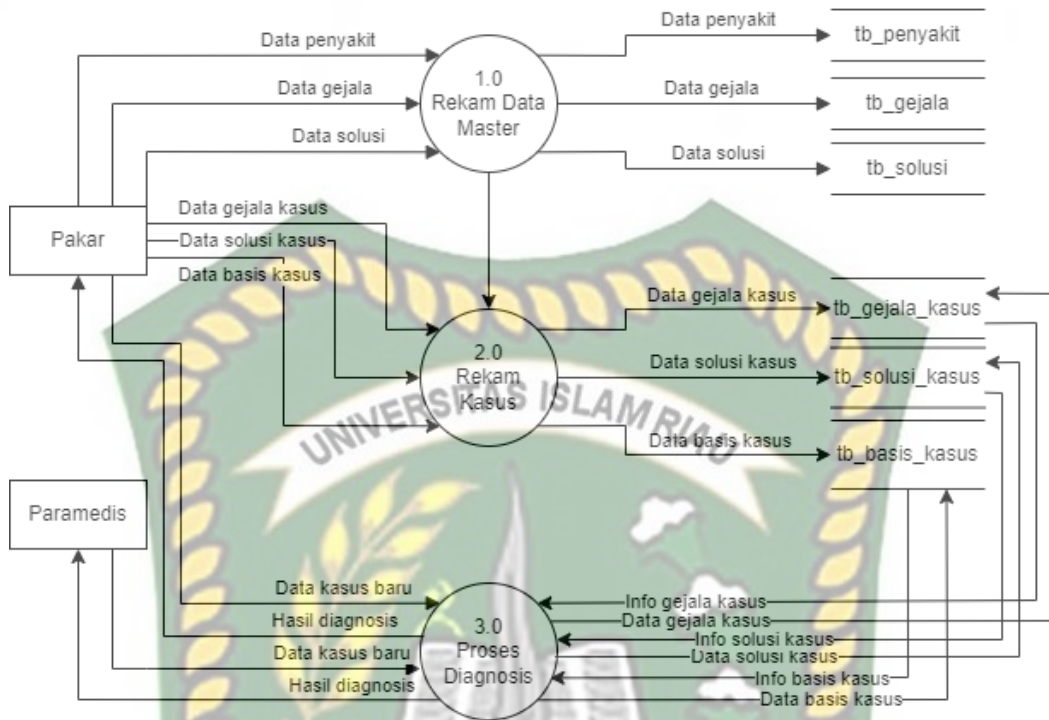 Data penyakit
Data penyakit
tb_penyakit
1.0
Rekam Data
Master
Data gejala
Data gejala
tb_gejala
Data solusi
Data solusi
tb_solusi
Pakar
Data gejala kasus
Data solusi kasus
Data basis kasus
Data gejala kasus
tb_gejala_kasus
2.0
Rekam
Kasus
Data solusi kasus
tb_solusi_kasus
Data basis kasus
tb_basis_kasus
UNIVERSITAS ISLAM RIAU
Paramedis
Data kasus baru
Hasil diagnosis
Data kasus baru
Hasil diagnosis
3.0
Proses
Diagnosis
Info gejala kasus
Data gejala kasus
Info solusi kasus
Data solusi kasus
Info basis kasus
Data basis kasus